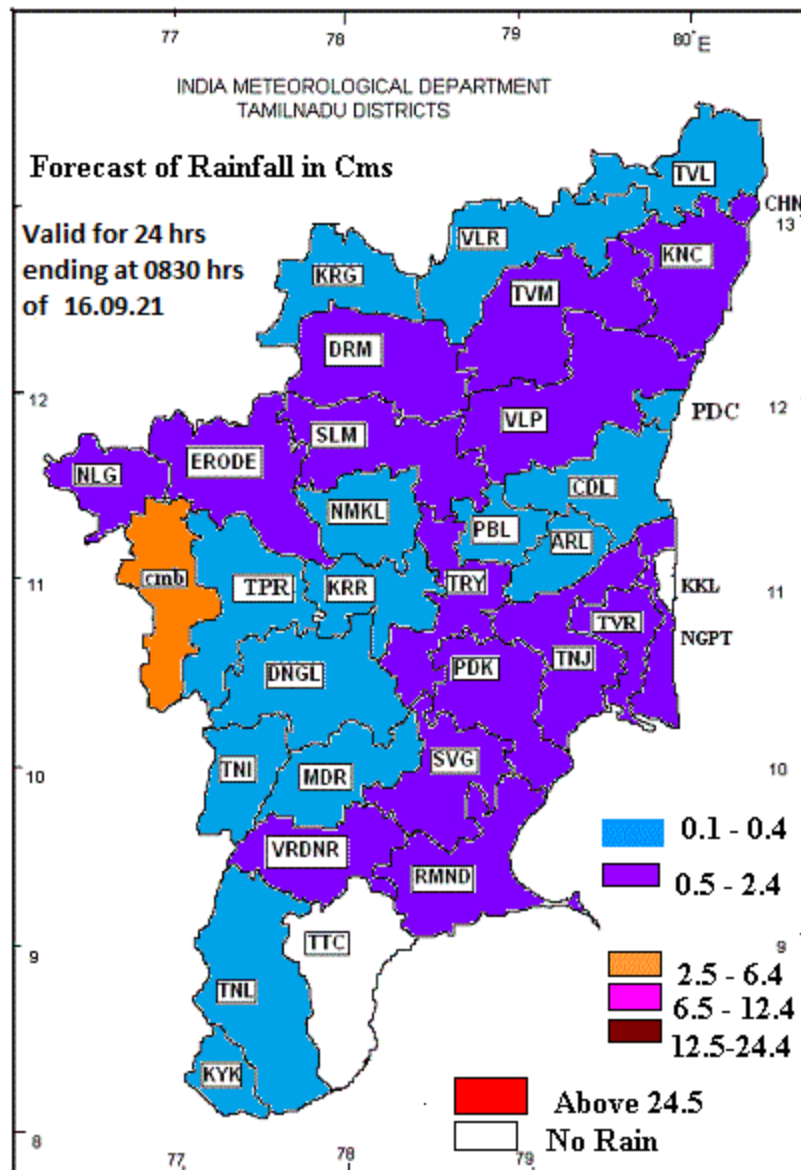 77 78 79 80°E
INDIA METEOROLOGICAL DEPARTMENT
TAMILNADU DISTRICTS
Forecast of Rainfall in Cms
Valid for 24 hrs
ending at 0830 hrs
of 16.09.21
TVL
CHN
13
VLR
KNC
KRG
TVM
DRM
12
12
PDC
VLP
SLM
ERODE
NLG
CDL
NMKL
PBL
ARL
11
cmb
TPR
KRR
TRY
KKL
11
TVR
NGPT
DNGL
PDK
TNJ
10
TNI
MDR
SVG
10
0.1 - 0.4
VRDNR
RMND
0.5 - 2.4
9
TTC
9
2.5 - 6.4
TNL
6.5 - 12.4
12.5-24.4
KYK
Above 24.5
8
No Rain
77 78 79